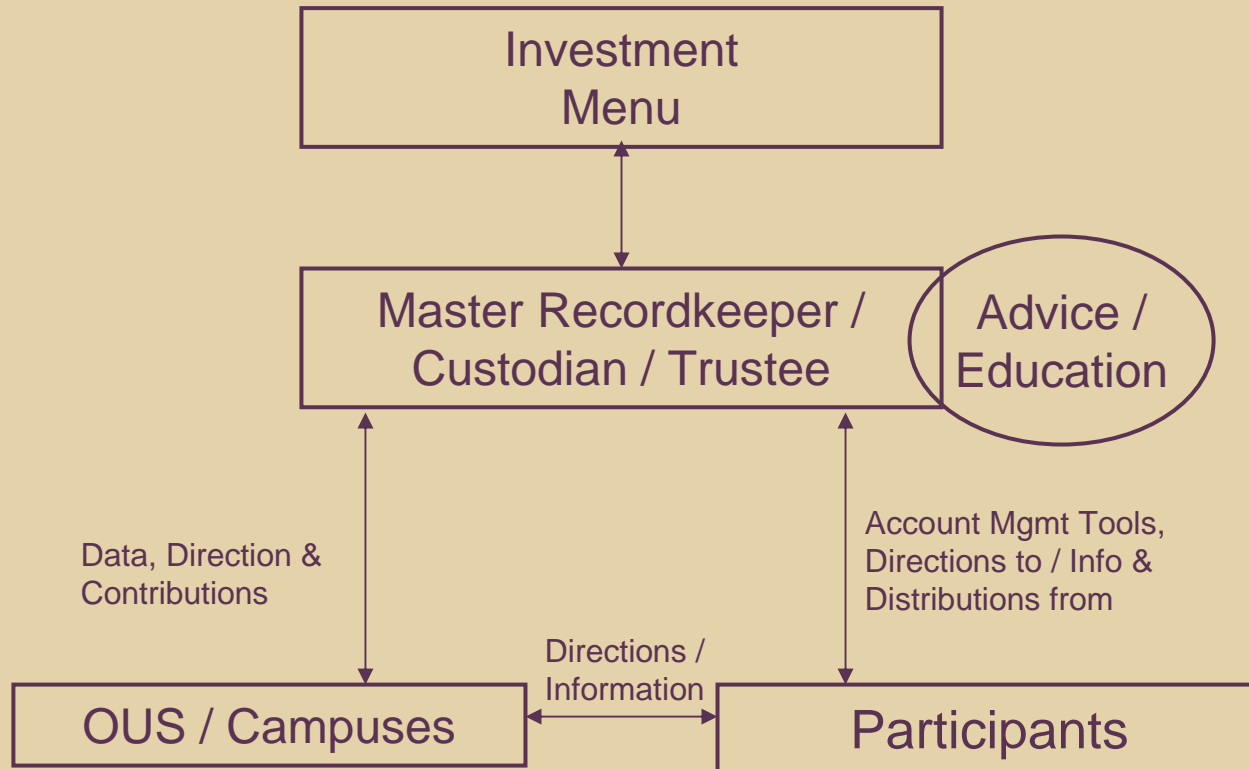 Investment
Menu
Master Recordkeeper /
Custodian / Trustee
Advice /
Education
Data, Direction &
Contributions
Account Mgmt Tools,
Directions to / Info &
Distributions from
Directions /
Information
OUS / Campuses
Participants